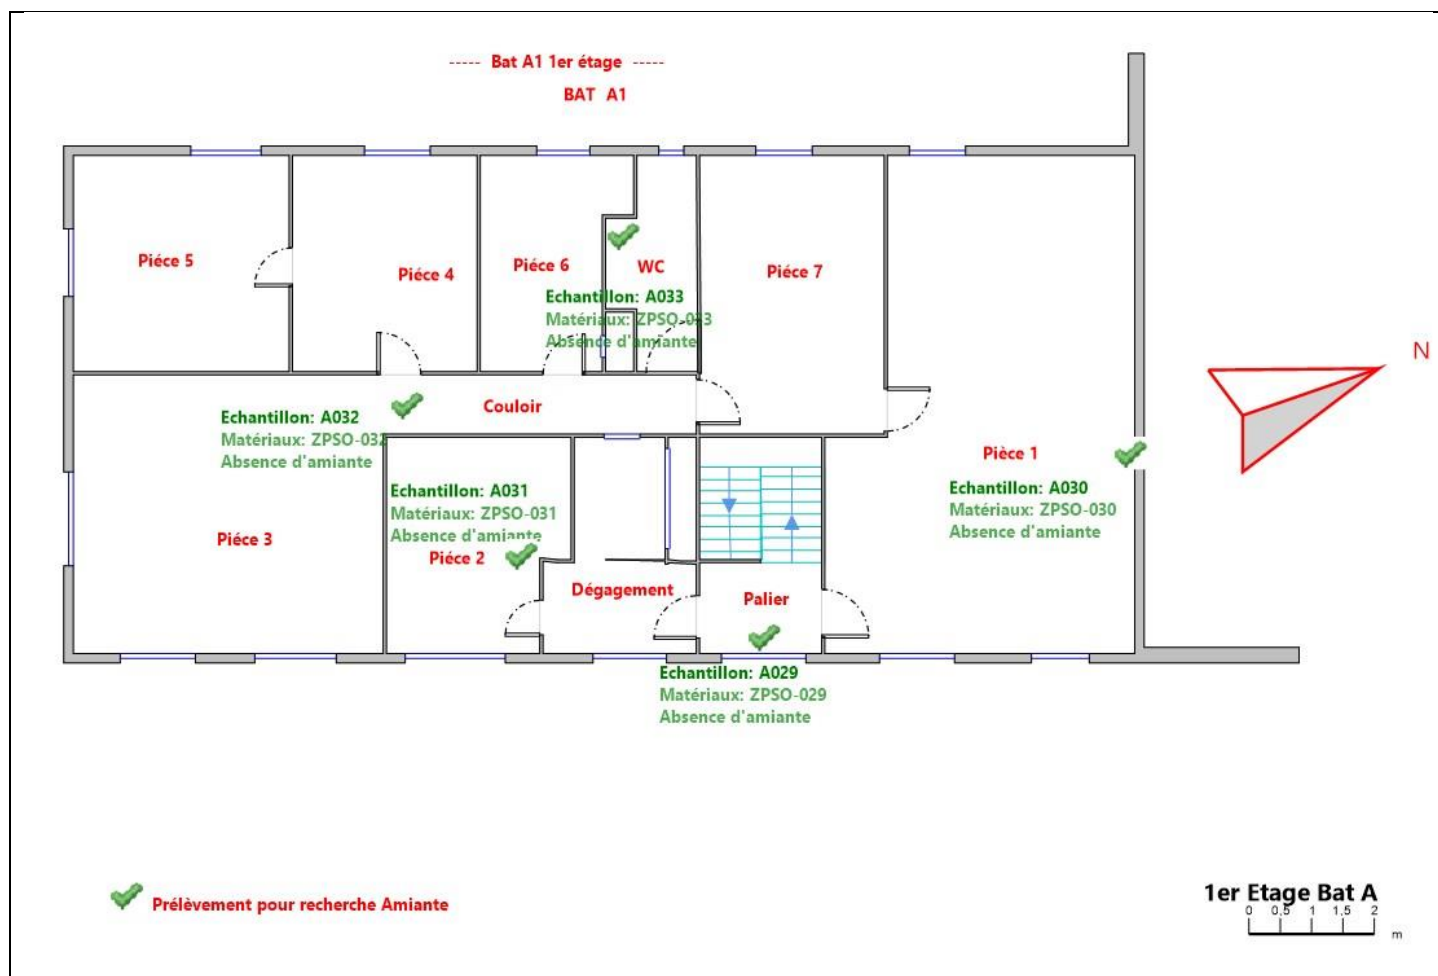 ----- Bat A1 1er étage -----
BAT A1
Piéce 5
Piéce 4
Piéce 6
WC
Piéce 7
Echantillon: A033
Matériaux: ZPSO-033
Absence d'amiante
N
Couloir
Echantillon: A032
Matériaux: ZPSO-032
Absence d'amiante
Pièce 1
Echantillon: A030
Matériaux: ZPSO-030
Absence d'amiante
Echantillon: A031
Matériaux: ZPSO-031
Absence d'amiante
Piéce 3
Piéce 2
Dégagement
Palier
Echantillon: A029
Matériaux: ZPSO-029
Absence d'amiante
Prélèvement pour recherche Amiante
1er Etage Bat A
0 0,5 1 1,5 2
m